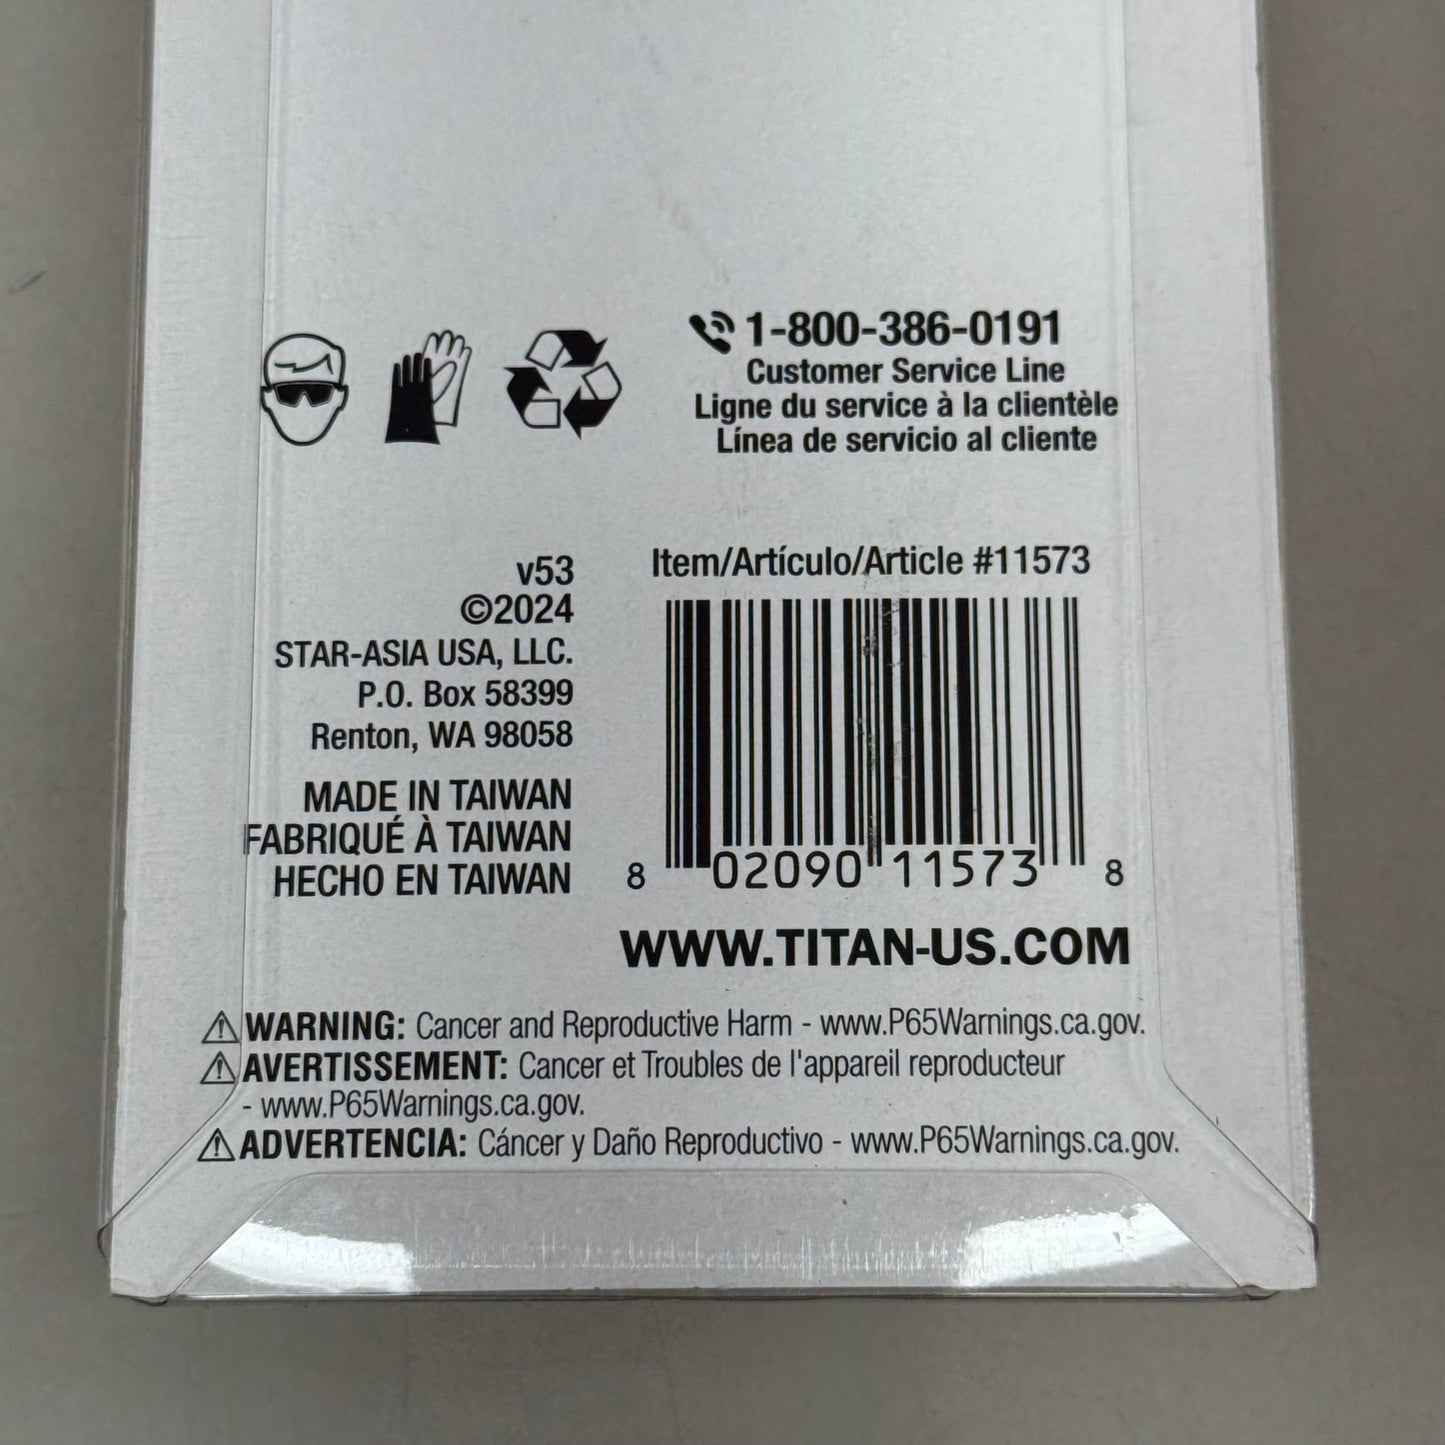 1-800-386-0191
Customer Service Line
Ligne du service à la clientèle
Línea de servicio al cliente
v53
©2024
STAR-ASIA USA, LLC.
P.O. Box 58399
Renton, WA 98058
MADE IN TAIWAN
FABRIQUÉ À TAIWAN
HECHO EN TAIWAN
Item/Artículo/Article #11573
8 02090 11573 8
WWW.TITAN-US.COM
⚠WARNING: Cancer and Reproductive Harm - www.P65Warnings.ca.gov.
⚠AVERTISSEMENT: Cancer et Troubles de l'appareil reproducteur
- www.P65Warnings.ca.gov.
⚠ADVERTENCIA: Cáncer y Daño Reproductivo - www.P65Warnings.ca.gov.